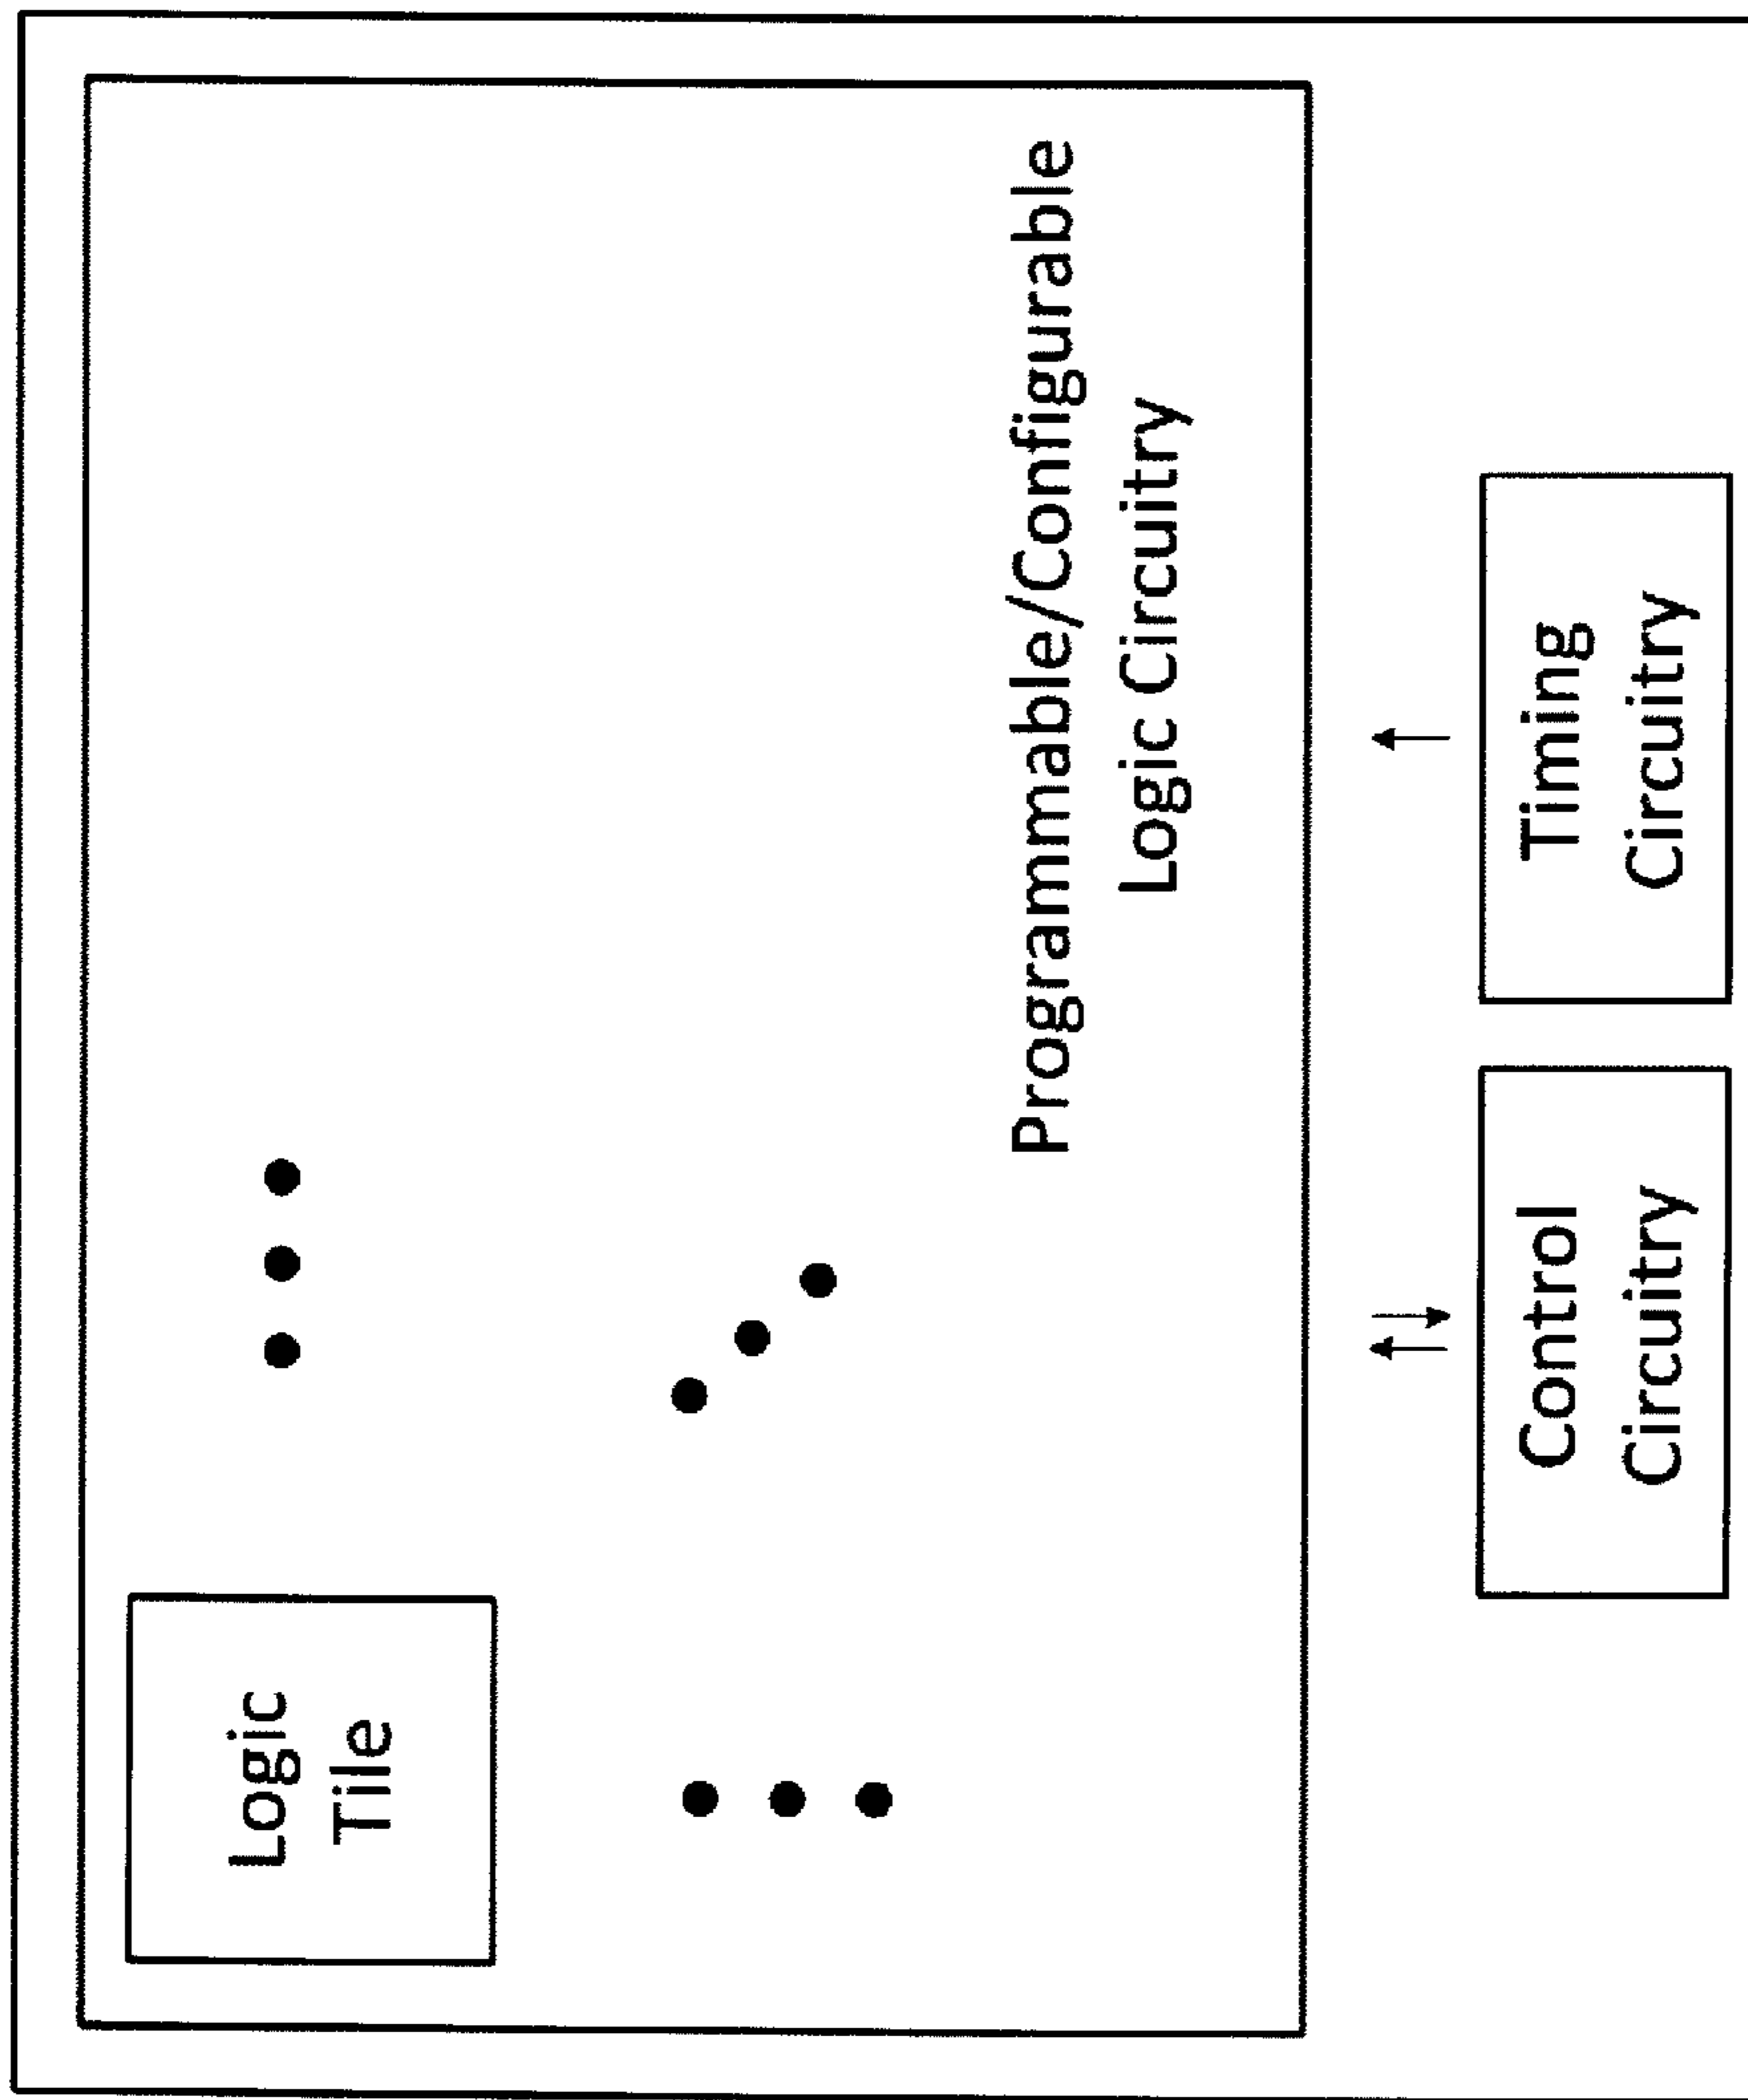 Logic
Tile
Programmable/Configurable
Logic Circuitry
Control
Circuitry
Timing
Circuitry